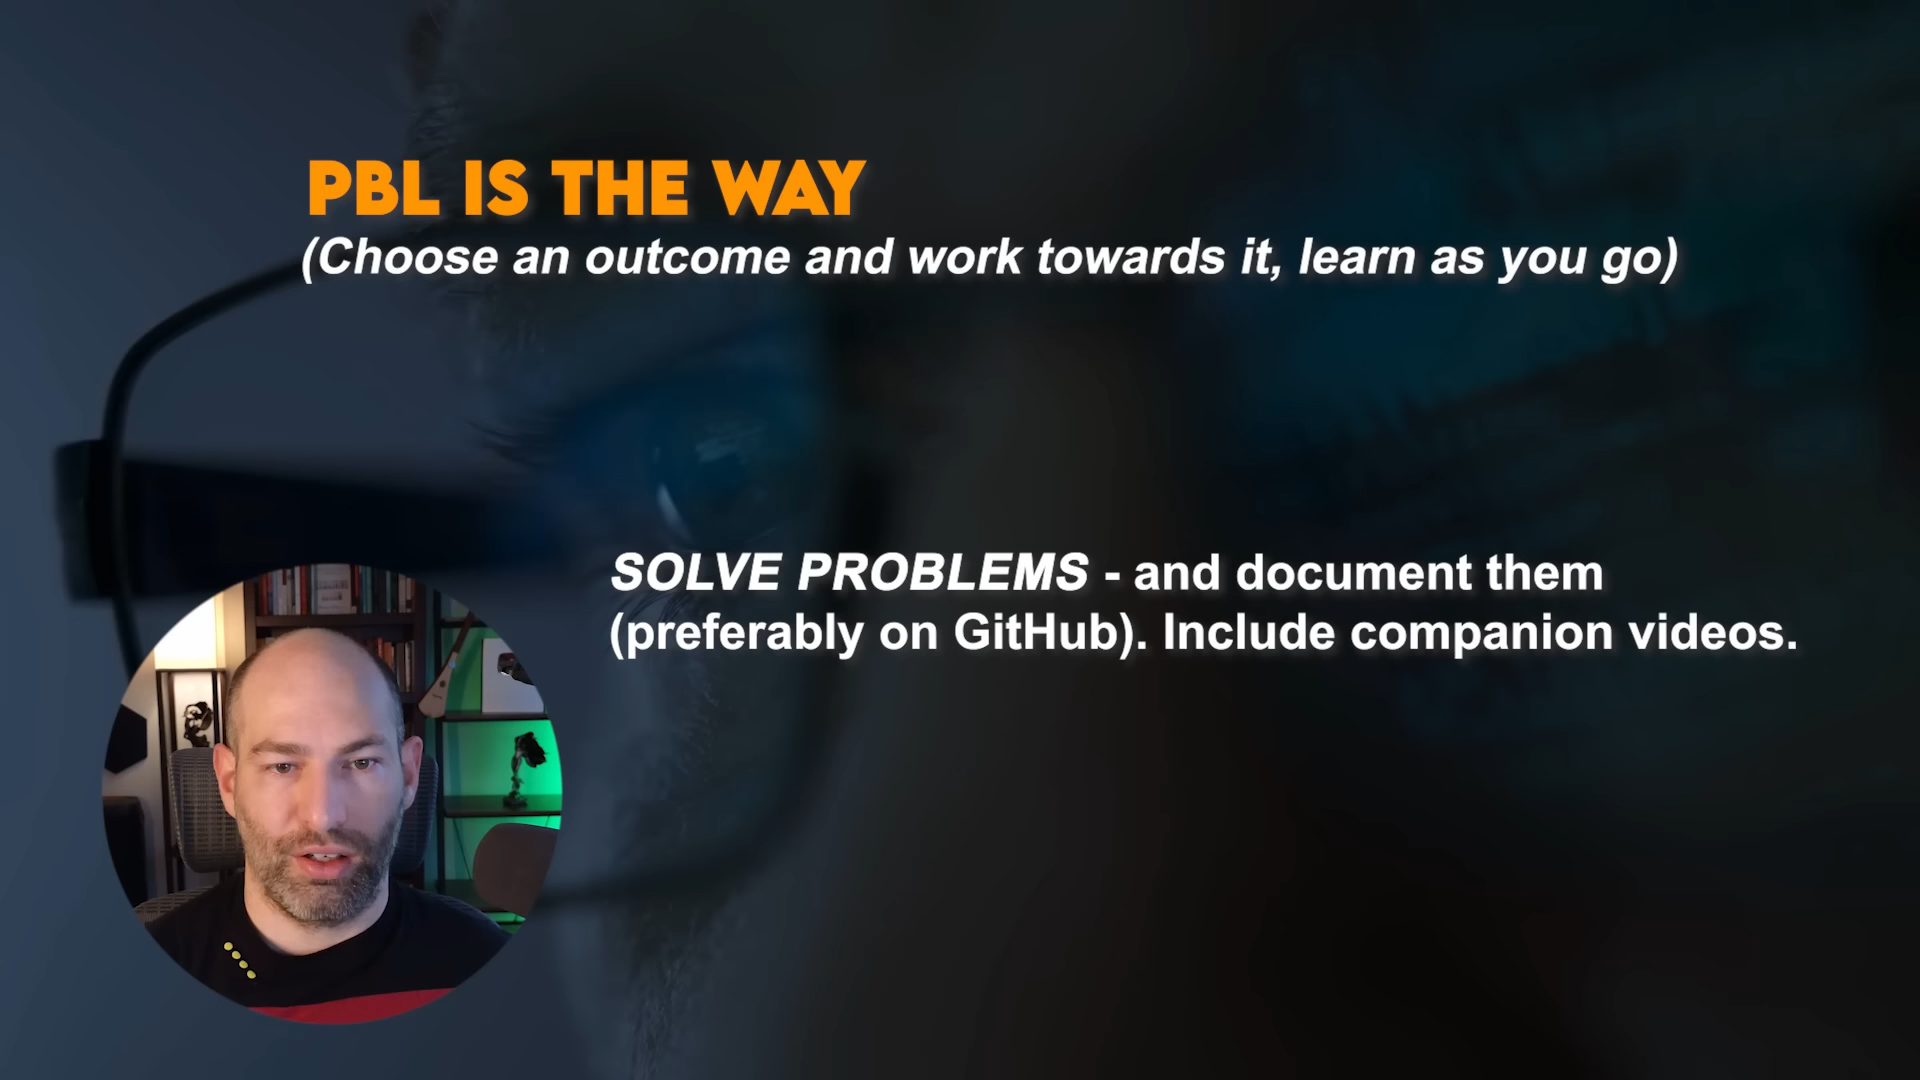 PBL IS THE WAY
(Choose an outcome and work towards it, learn as you go)
SOLVE PROBLEMS - and document them
(preferably on GitHub). Include companion videos.